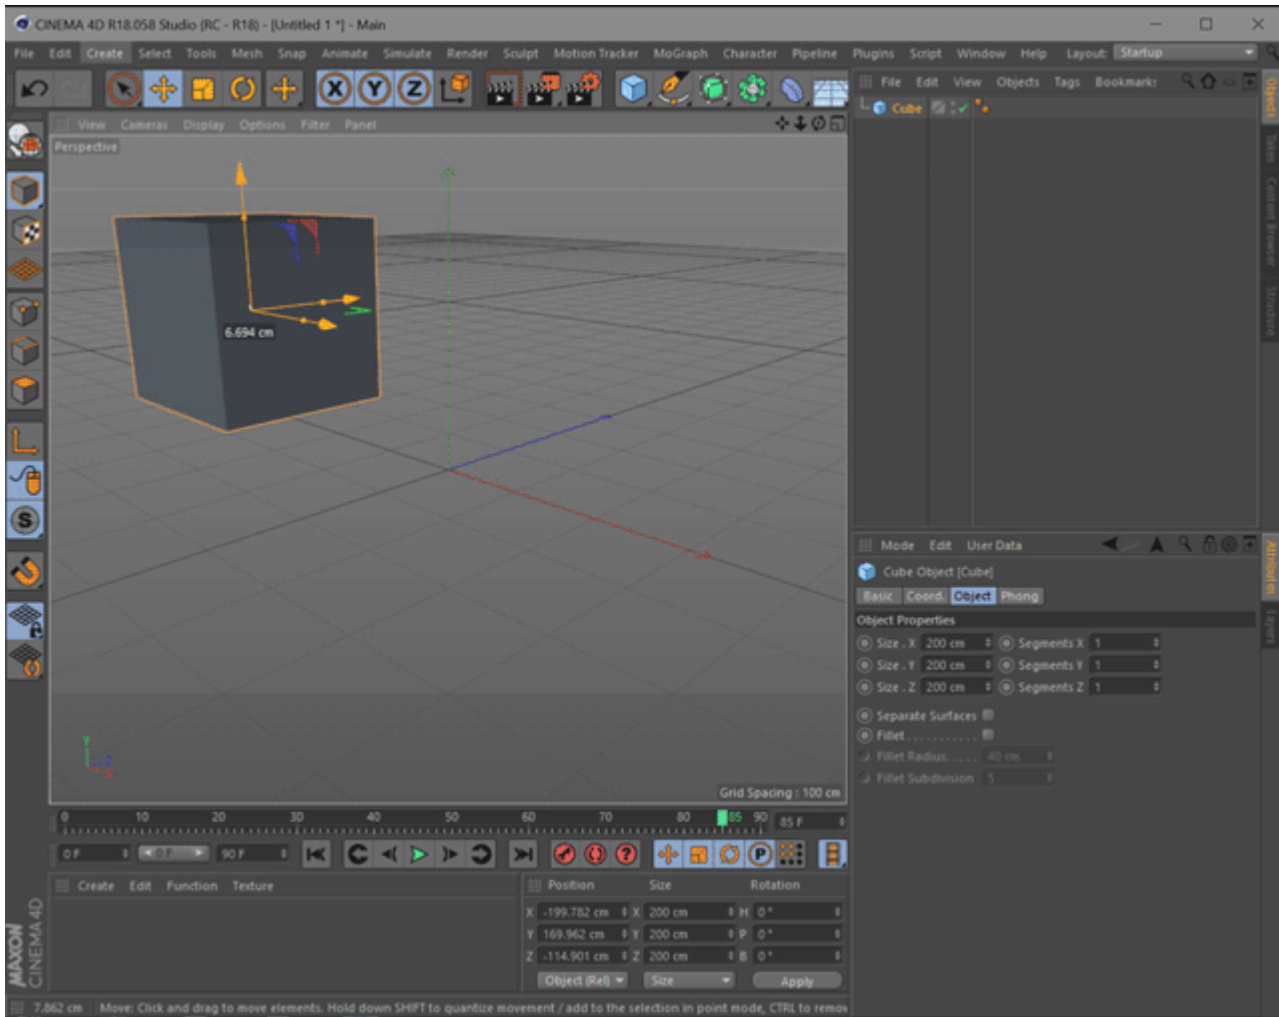 CINEMA 4D R18.058 Studio (RC - R18) - [Untitled 1 *] - Main
File Edit Create Select Tools Mesh Snap Animate Simulate Render Sculpt Motion Tracker MoGraph Character Pipeline Plugins Script Window Help Layout: Startup
X Y Z
File Edit View Objects Tags Bookmarks
Cube
Objects
Takes
Content Browser
Structure
View Cameras Display Options Filter Panel
Perspective
6.694 cm
S
Y
Z
X
Grid Spacing : 100 cm
Mode Edit User Data
Attributes
Layers
Cube Object [Cube]
Basic Coord. Object Phong
Object Properties
Size . X 200 cm Segments X 1
Size . Y 200 cm Segments Y 1
Size . Z 200 cm Segments Z 1
Separate Surfaces
Fillet . . . . . . . . . . .
Fillet Radius. . . . . 40 cm
Fillet Subdivision 5
0 10 20 30 40 50 60 70 80 85 90 85 F
0 F 0 F 90 F
P
Create Edit Function Texture
Position Size Rotation
X -199.782 cm X 200 cm H 0 °
Y 169.962 cm Y 200 cm P 0 °
Z -114.901 cm Z 200 cm B 0 °
Object (Rel) Size Apply
MAXON
CINEMA 4D
7.862 cm Move: Click and drag to move elements. Hold down SHIFT to quantize movement / add to the selection in point mode, CTRL to remov